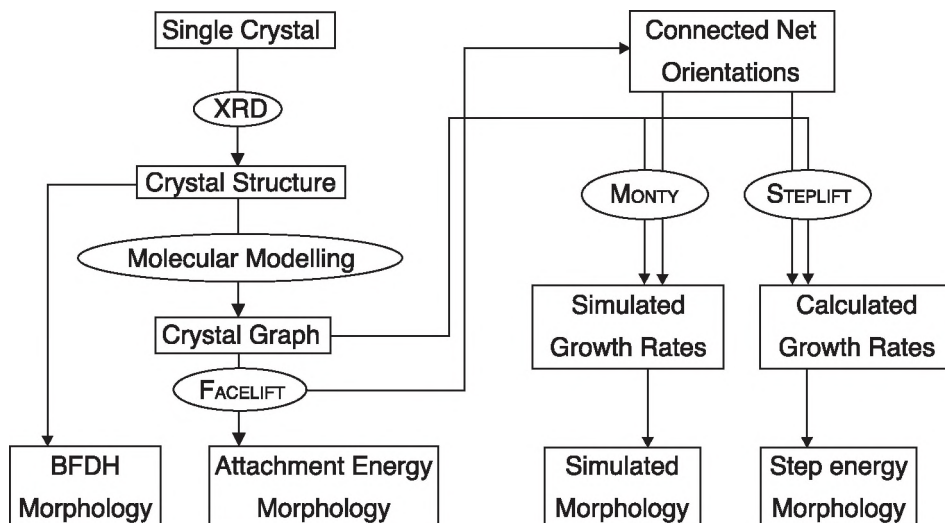 Single Crystal
XRD
Crystal Structure
Molecular Modelling
Crystal Graph
FACELIFT
BFDH
Morphology
Attachment Energy
Morphology
Connected Net
Orientations
MONTY
STEPLIFT
Simulated
Growth Rates
Calculated
Growth Rates
Simulated
Morphology
Step energy
Morphology